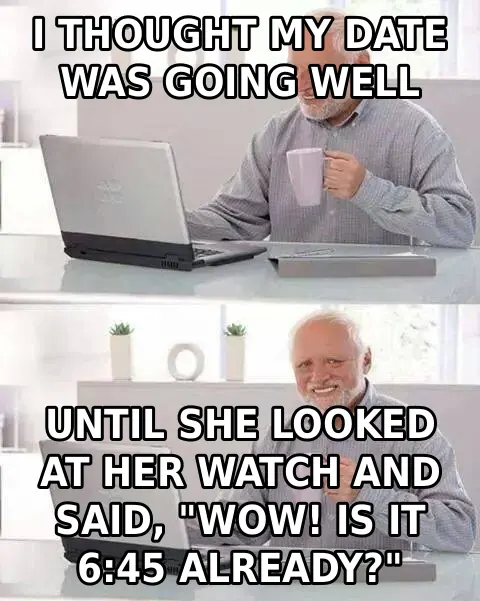 I THOUGHT MY DATE
WAS GOING WELL
UNTIL SHE LOOKED
AT HER WATCH AND
SAID, "WOW! IS IT
6:45 ALREADY?"